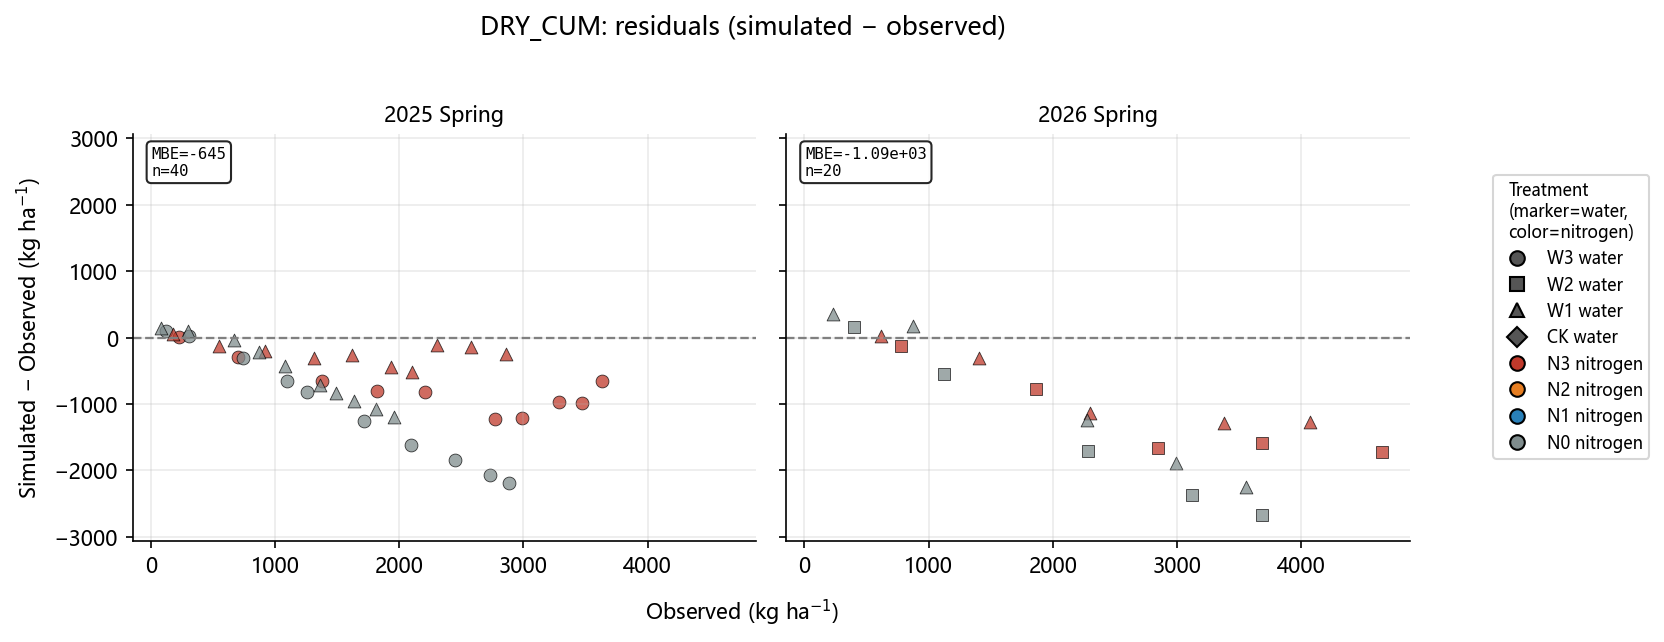 DRY_CUM: residuals (simulated − observed)
2025 Spring
2026 Spring
Simulated − Observed (kg ha⁻¹)
3000
2000
1000
0
−1000
−2000
−3000
MBE=-645
n=40
MBE=-1.09e+03
n=20
0 1000 2000 3000 4000
0 1000 2000 3000 4000
Observed (kg ha⁻¹)
Treatment
(marker=water,
color=nitrogen)
W3 water
W2 water
W1 water
CK water
N3 nitrogen
N2 nitrogen
N1 nitrogen
N0 nitrogen